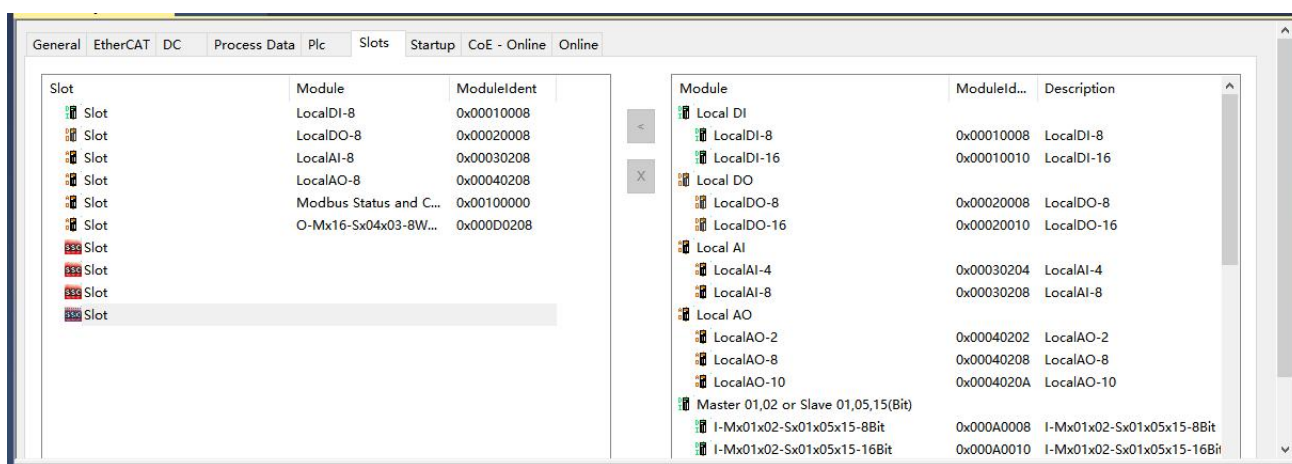 General EtherCAT DC Process Data Plc Slots Startup CoE - Online Online
Slot Module ModuleIdent
Slot LocalDI-8 0x00010008
Slot LocalDO-8 0x00020008
Slot LocalAI-8 0x00030208
Slot LocalAO-8 0x00040208
Slot Modbus Status and C... 0x00100000
Slot O-Mx16-Sx04x03-8W... 0x000D0208
Slot
Slot
Slot
Slot
<
X
Module ModuleId... Description
Local DI
LocalDI-8 0x00010008 LocalDI-8
LocalDI-16 0x00010010 LocalDI-16
Local DO
LocalDO-8 0x00020008 LocalDO-8
LocalDO-16 0x00020010 LocalDO-16
Local AI
LocalAI-4 0x00030204 LocalAI-4
LocalAI-8 0x00030208 LocalAI-8
Local AO
LocalAO-2 0x00040202 LocalAO-2
LocalAO-8 0x00040208 LocalAO-8
LocalAO-10 0x0004020A LocalAO-10
Master 01,02 or Slave 01,05,15(Bit)
I-Mx01x02-Sx01x05x15-8Bit 0x000A0008 I-Mx01x02-Sx01x05x15-8Bit
I-Mx01x02-Sx01x05x15-16Bit 0x000A0010 I-Mx01x02-Sx01x05x15-16Bit